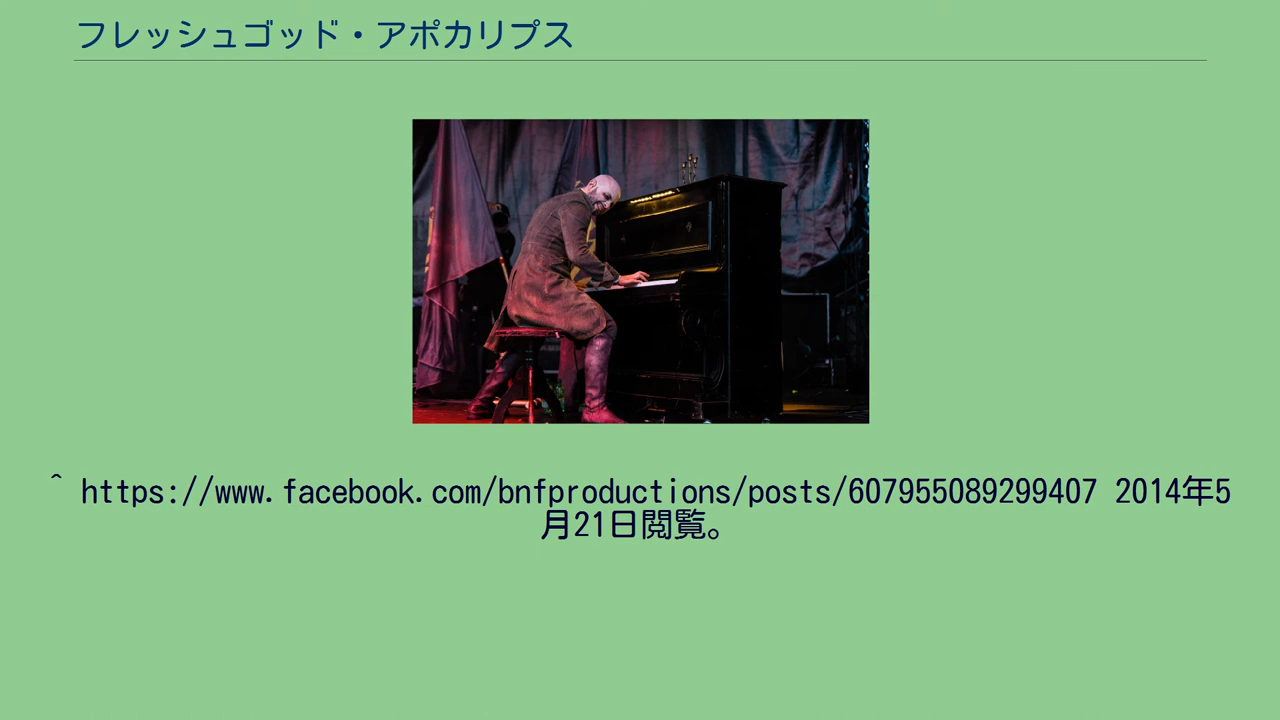 フレッシュゴッド・アポカリプス
^ https://www.facebook.com/bnfproductions/posts/607955089299407 2014年5
月21日閲覧。